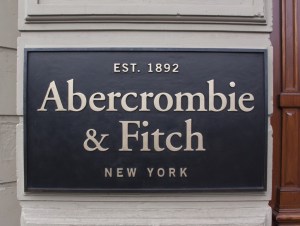 EST. 1892
Abercrombie
& Fitch
NEW YORK